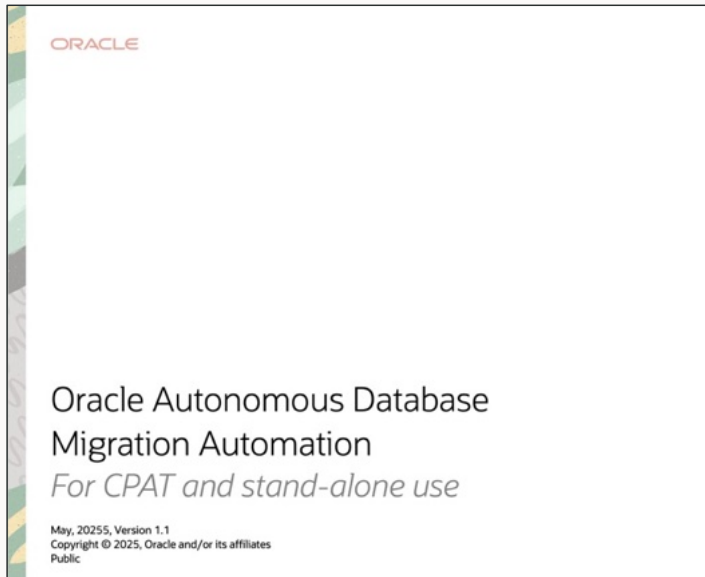 ORACLE
Oracle Autonomous Database
Migration Automation
For CPAT and stand-alone use
May, 20255, Version 1.1
Copyright © 2025, Oracle and/or its affiliates
Public